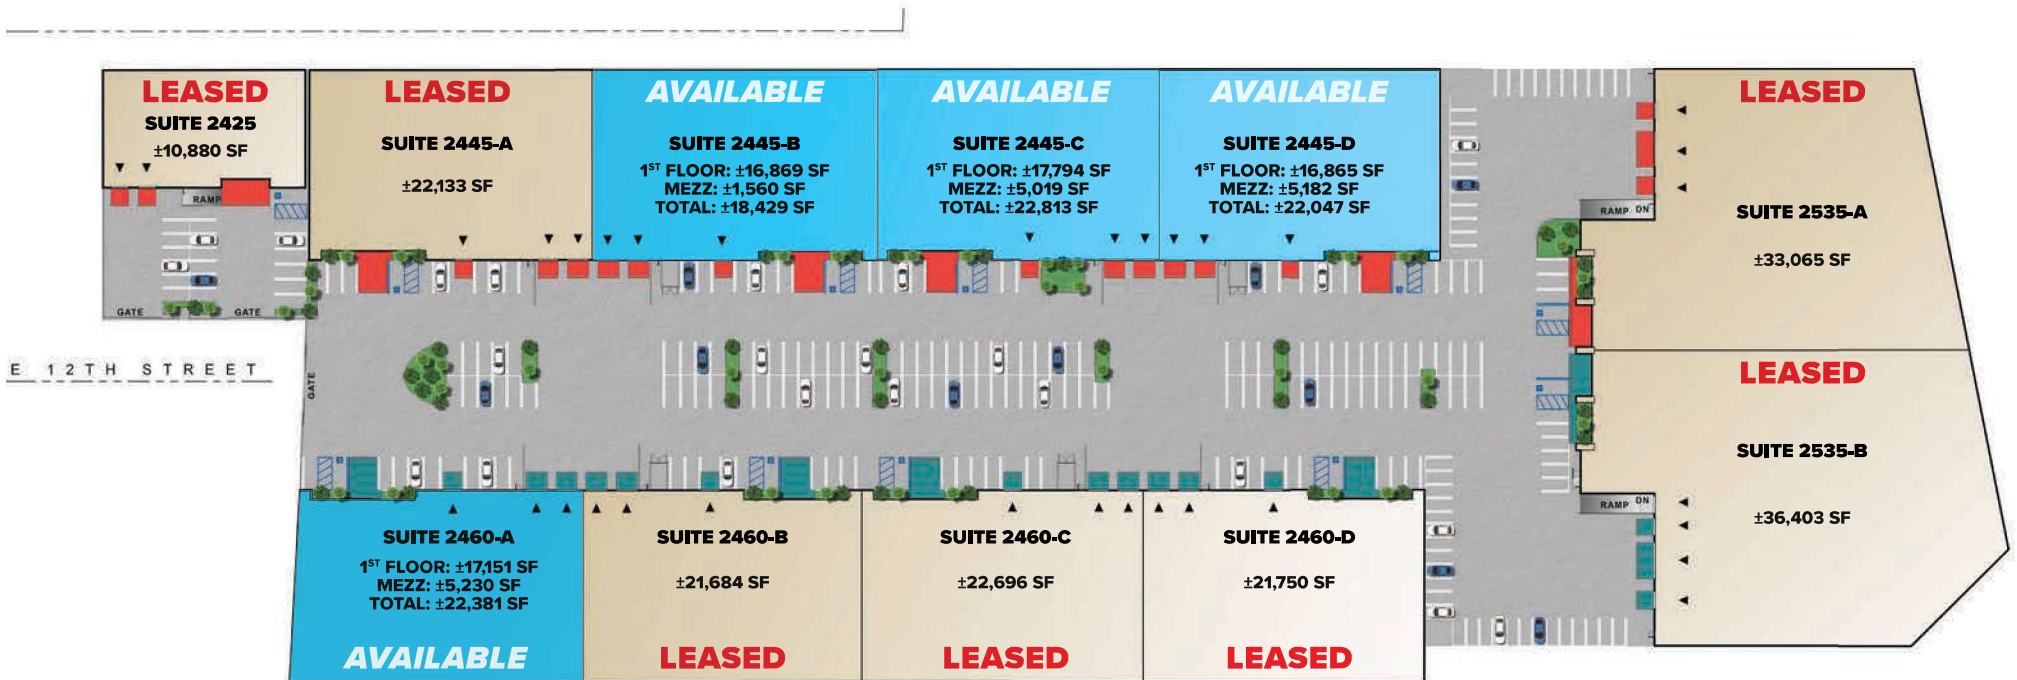 LEASED
SUITE 2425
±10,880 SF
RAMP
GATE
GATE
LEASED
SUITE 2445-A
±22,133 SF
AVAILABLE
SUITE 2445-B
1ST FLOOR: ±16,869 SF
MEZZ: ±1,560 SF
TOTAL: ±18,429 SF
AVAILABLE
SUITE 2445-C
1ST FLOOR: ±17,794 SF
MEZZ: ±5,019 SF
TOTAL: ±22,813 SF
AVAILABLE
SUITE 2445-D
1ST FLOOR: ±16,865 SF
MEZZ: ±5,182 SF
TOTAL: ±22,047 SF
LEASED
RAMP DN
SUITE 2535-A
±33,065 SF
E 12TH STREET
GATE
LEASED
SUITE 2535-B
RAMP DN
±36,403 SF
SUITE 2460-A
1ST FLOOR: ±17,151 SF
MEZZ: ±5,230 SF
TOTAL: ±22,381 SF
AVAILABLE
SUITE 2460-B
±21,684 SF
LEASED
SUITE 2460-C
±22,696 SF
LEASED
SUITE 2460-D
±21,750 SF
LEASED